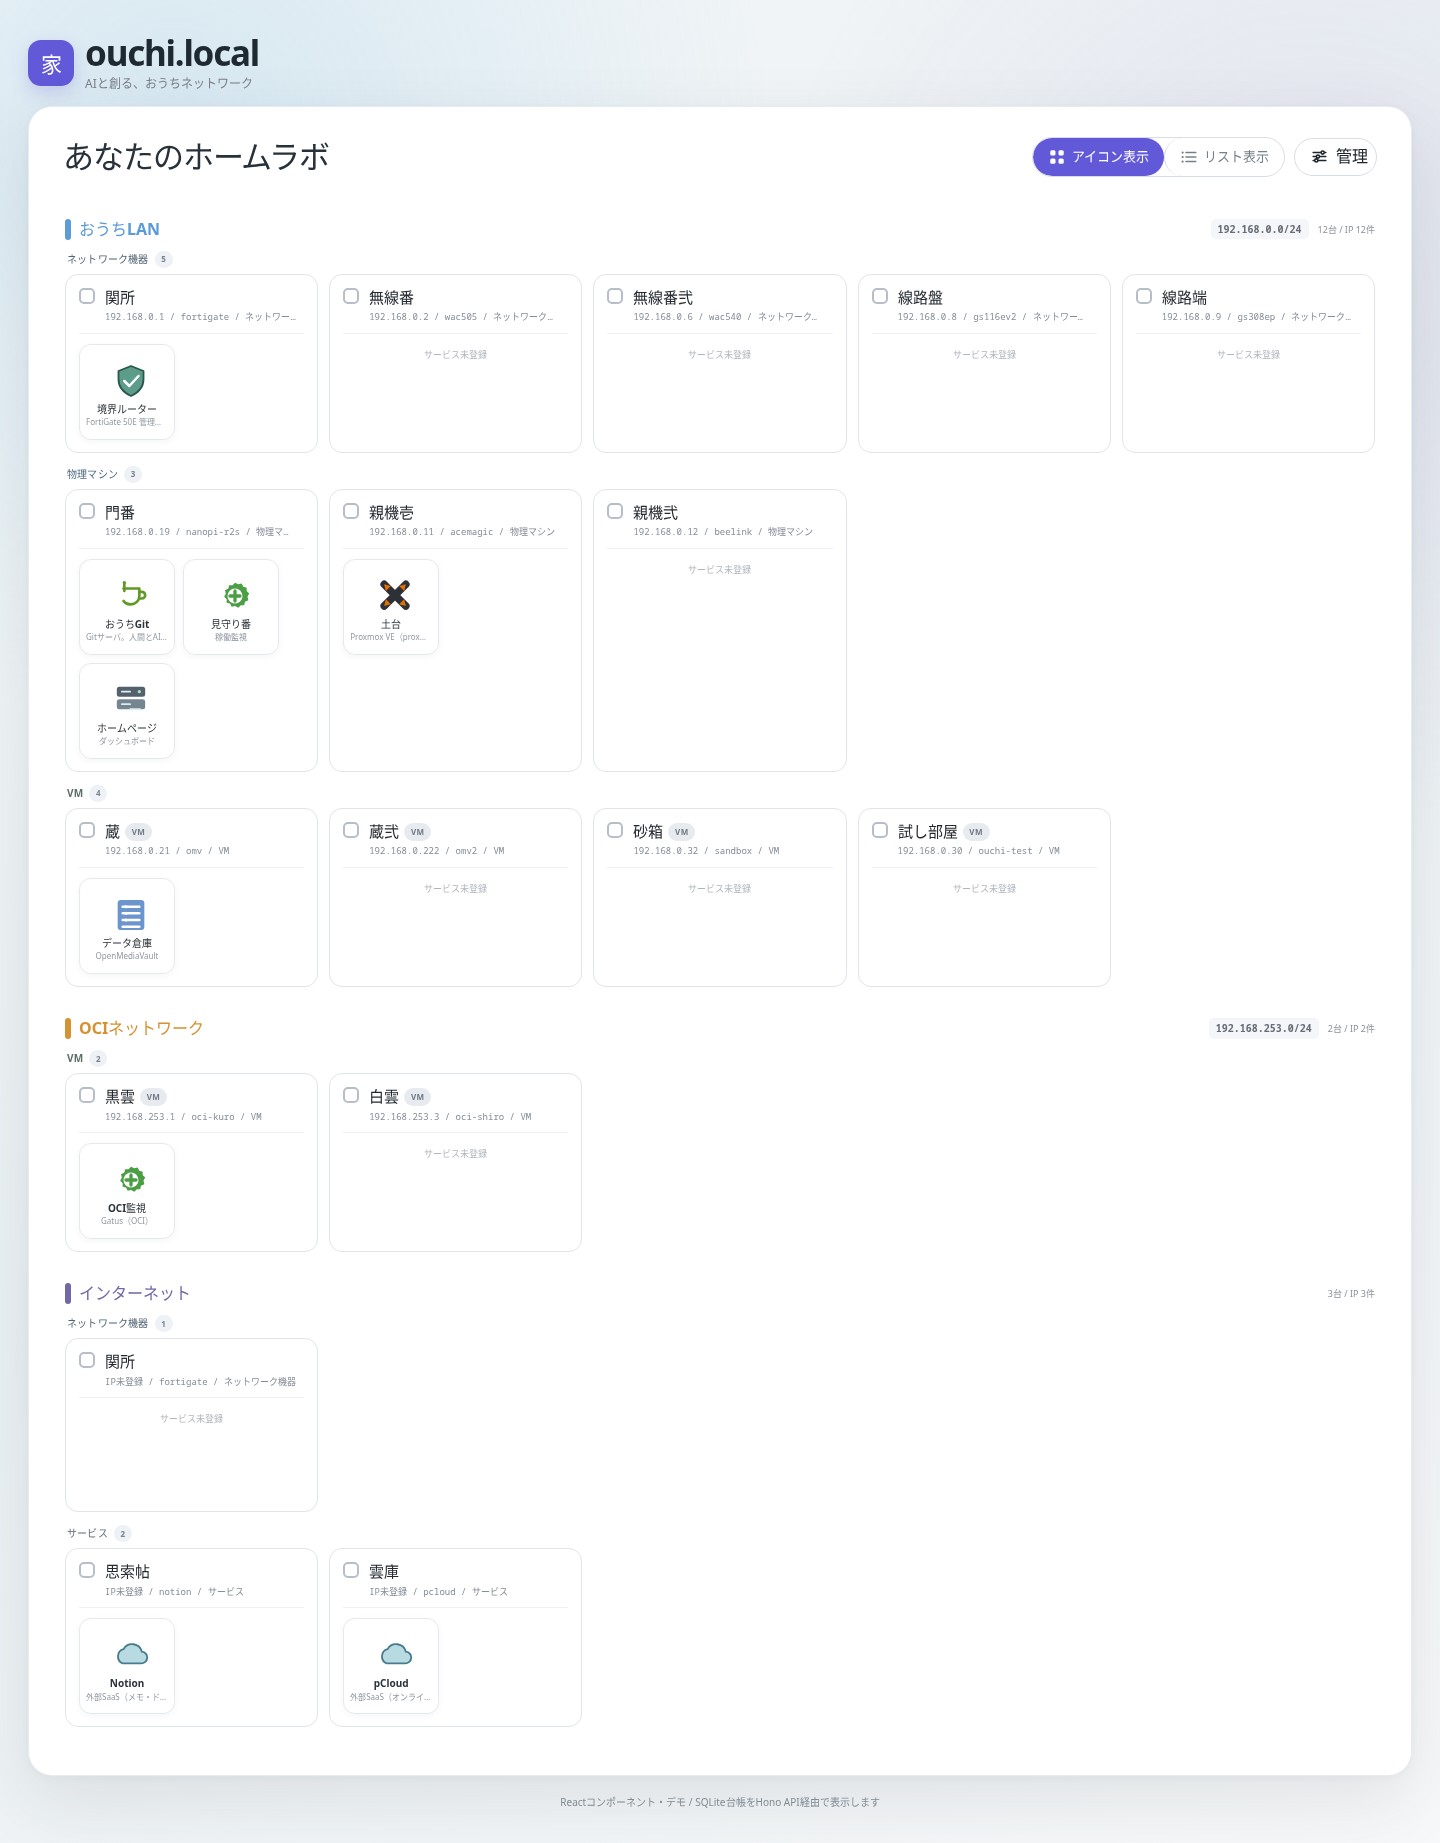 家
ouchi.local
AIと創る、おうちネットワーク
あなたのホームラボ
アイコン表示
リスト表示
管理
おうちLAN
192.168.0.0/24
12台 / IP 12件
ネットワーク機器 5
関所
192.168.0.1 / fortigate / ネットワー…
境界ルーター
FortiGate 50E 管理…
無線番
192.168.0.2 / wac505 / ネットワーク…
サービス未登録
無線番弐
192.168.0.6 / wac540 / ネットワーク…
サービス未登録
線路盤
192.168.0.8 / gs116ev2 / ネットワー…
サービス未登録
線路端
192.168.0.9 / gs308ep / ネットワーク…
サービス未登録
物理マシン 3
門番
192.168.0.19 / nanopi-r2s / 物理マ…
おうちGit
Gitサーバ。人間とAI…
見守り番
稼働監視
ホームページ
ダッシュボード
親機壱
192.168.0.11 / acemagic / 物理マシン
土台
Proxmox VE（prox…
親機弐
192.168.0.12 / beelink / 物理マシン
サービス未登録
VM 4
蔵 VM
192.168.0.21 / omv / VM
データ倉庫
OpenMediaVault
蔵弐 VM
192.168.0.222 / omv2 / VM
サービス未登録
砂箱 VM
192.168.0.32 / sandbox / VM
サービス未登録
試し部屋 VM
192.168.0.30 / ouchi-test / VM
サービス未登録
OCIネットワーク
192.168.253.0/24
2台 / IP 2件
VM 2
黒雲 VM
192.168.253.1 / oci-kuro / VM
OCI監視
Gatus（OCI）
白雲 VM
192.168.253.3 / oci-shiro / VM
サービス未登録
インターネット
3台 / IP 3件
ネットワーク機器 1
関所
IP未登録 / fortigate / ネットワーク機器
サービス未登録
サービス 2
思索帖
IP未登録 / notion / サービス
Notion
外部SaaS（メモ・ド…
雲庫
IP未登録 / pcloud / サービス
pCloud
外部SaaS（オンライ…
Reactコンポーネント・デモ / SQLite台帳をHono API経由で表示します